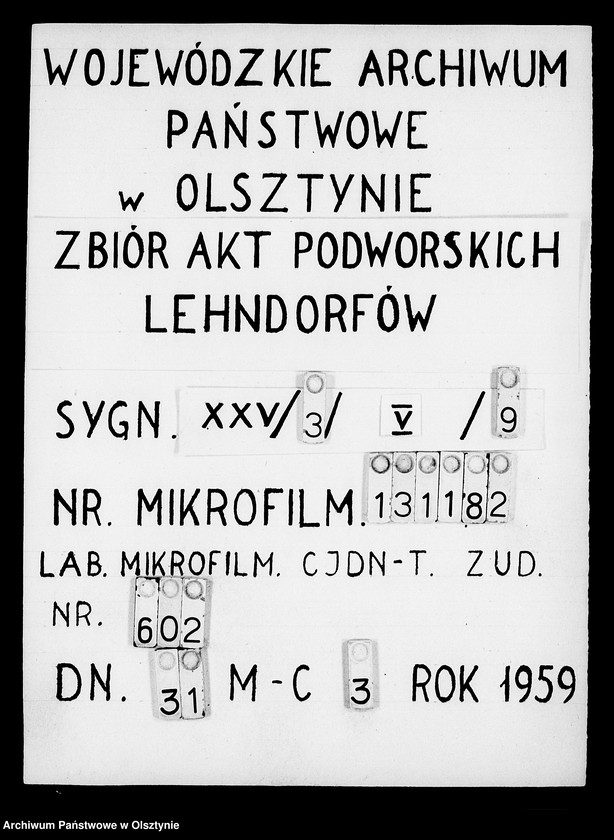 WOJEWÓDZKIE ARCHIWUM
PAŃSTWOWE
w OLSZTYNIE
ZBIÓR AKT PODWORSKICH
LEHNDORFÓW
SYGN. XXV/3/ V /9
NR. MIKROFILM. 131182
LAB. MIKROFILM. CJDN-T. ZUD.
NR. 602
DN. 31 M-C 3 ROK 1959
Archiwum Państwowe w Olsztynie